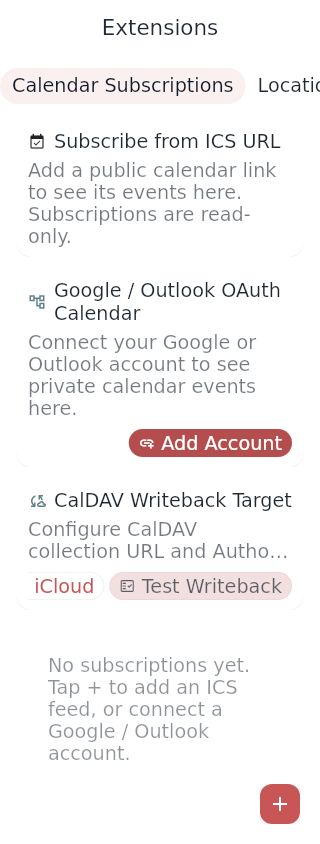 Extensions
Calendar Subscriptions
Subscribe from ICS URL
Add a public calendar link
to see its events here.
Subscriptions are read-
only.
Google / Outlook OAuth
Calendar
Connect your Google or
Outlook account to see
private calendar events
here.
Add Account
CalDAV Writeback Target
Configure CalDAV
collection URL and Autho…
iCloud
Test Writeback
No subscriptions yet.
Tap + to add an ICS
feed, or connect a
Google / Outlook
account.